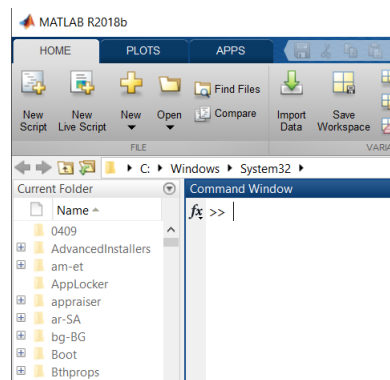 MATLAB R2018b
HOME PLOTS APPS
New Script New Live Script New Open Find Files Compare Import Data Save Workspace
FILE VARIA
C: Windows System32
Current Folder Command Window
Name fx >>
0409
AdvancedInstallers
am-et
AppLocker
appraiser
ar-SA
bg-BG
Boot
Bthprops